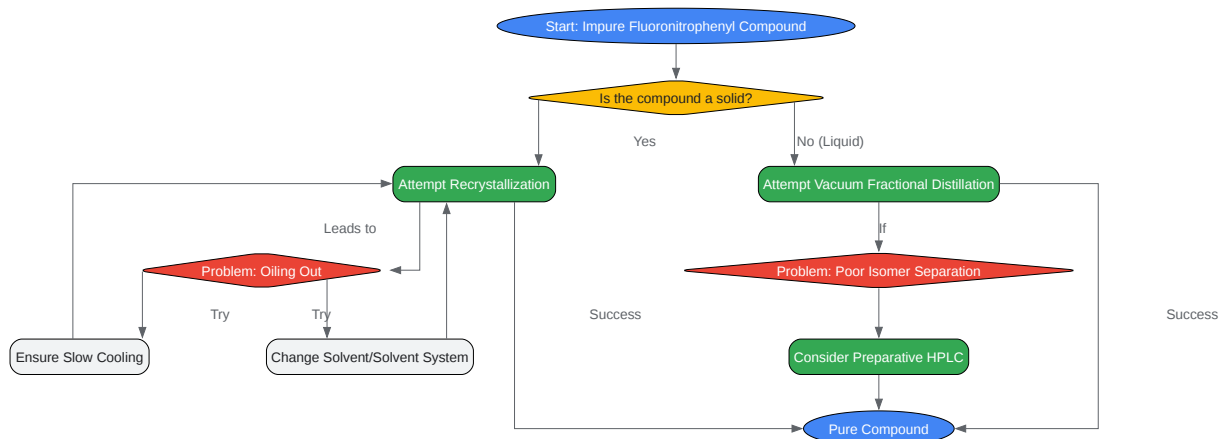 Start: Impure Fluoronitrophenyl Compound
Is the compound a solid?
Yes
No (Liquid)
Attempt Recrystallization
Attempt Vacuum Fractional Distillation
Leads to
If
Problem: Oiling Out
Problem: Poor Isomer Separation
Try
Try
Success
Success
Ensure Slow Cooling
Change Solvent/Solvent System
Consider Preparative HPLC
Pure Compound